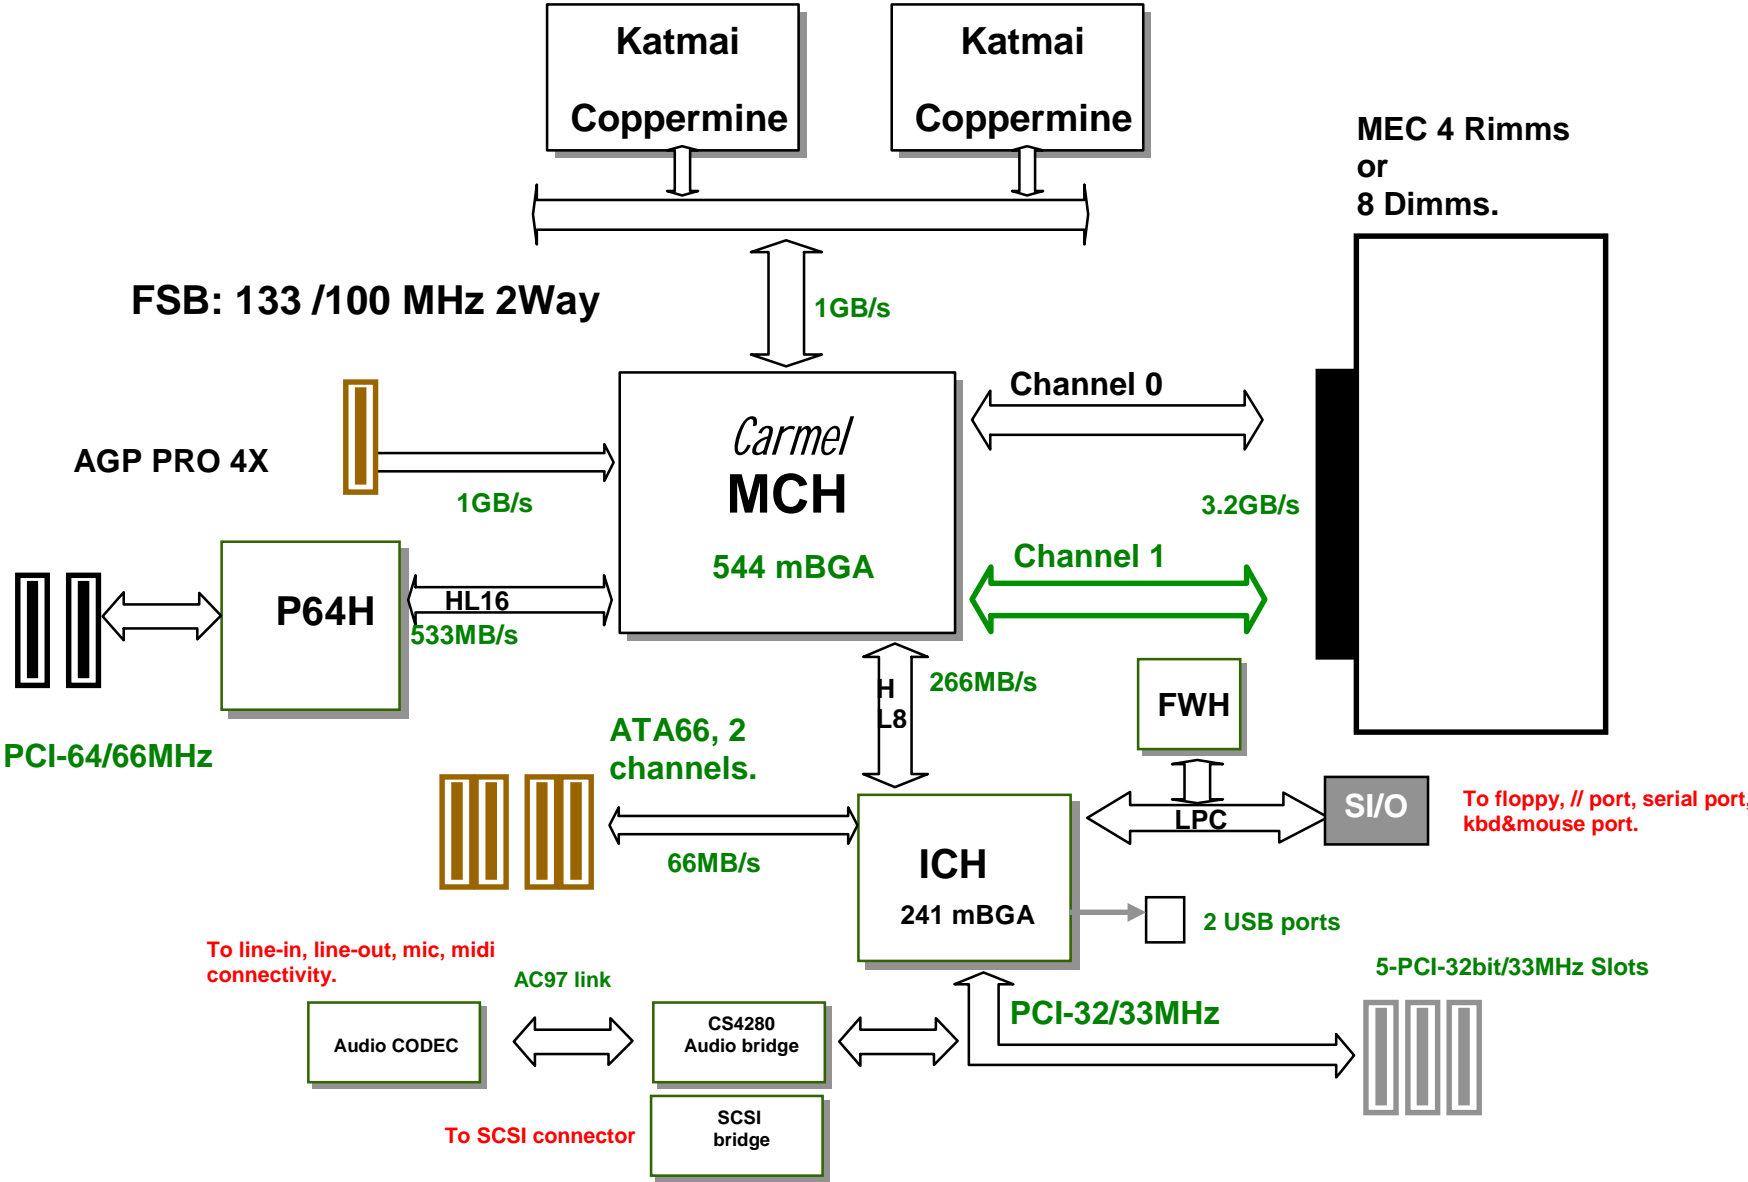 Katmai
Coppermine
Katmai
Coppermine
MEC 4 Rimms
or
8 Dimms.
FSB: 133 /100 MHz 2Way
1GB/s
Channel 0
Carmel
MCH
544 mBGA
AGP PRO 4X
1GB/s
3.2GB/s
Channel 1
P64H
HL16
533MB/s
PCI-64/66MHz
H
L8
266MB/s
FWH
ATA66, 2
channels.
66MB/s
LPC
SI/O
To floppy, // port, serial port,
kbd&mouse port.
ICH
241 mBGA
2 USB ports
To line-in, line-out, mic, midi
connectivity.
AC97 link
5-PCI-32bit/33MHz Slots
PCI-32/33MHz
Audio CODEC
CS4280
Audio bridge
SCSI
bridge
To SCSI connector